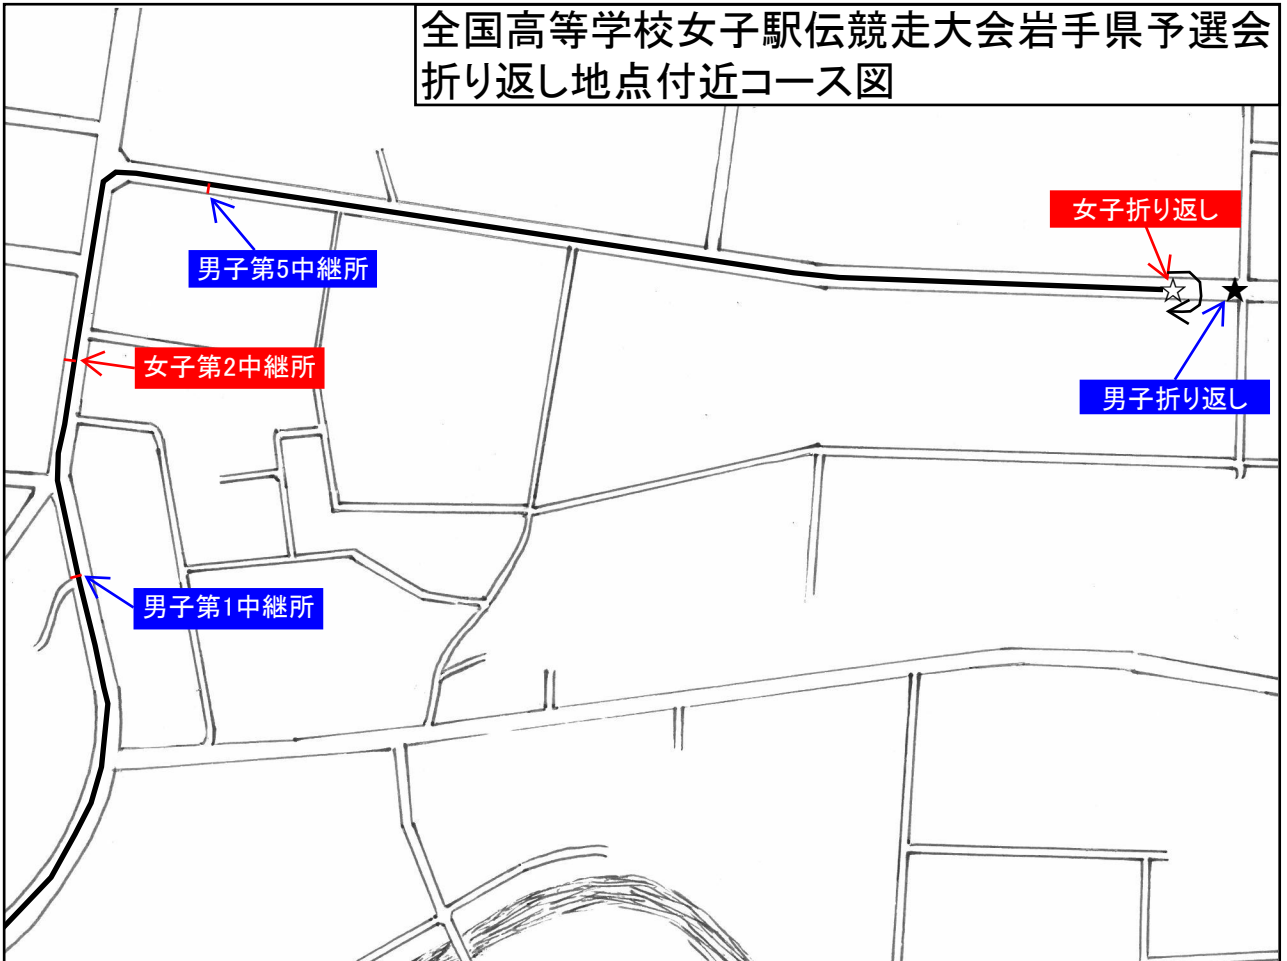 全国高等学校女子駅伝競走大会岩手県予選会
折り返し地点付近コース図
女子折り返し
男子第5中継所
女子第2中継所
男子折り返し
男子第1中継所